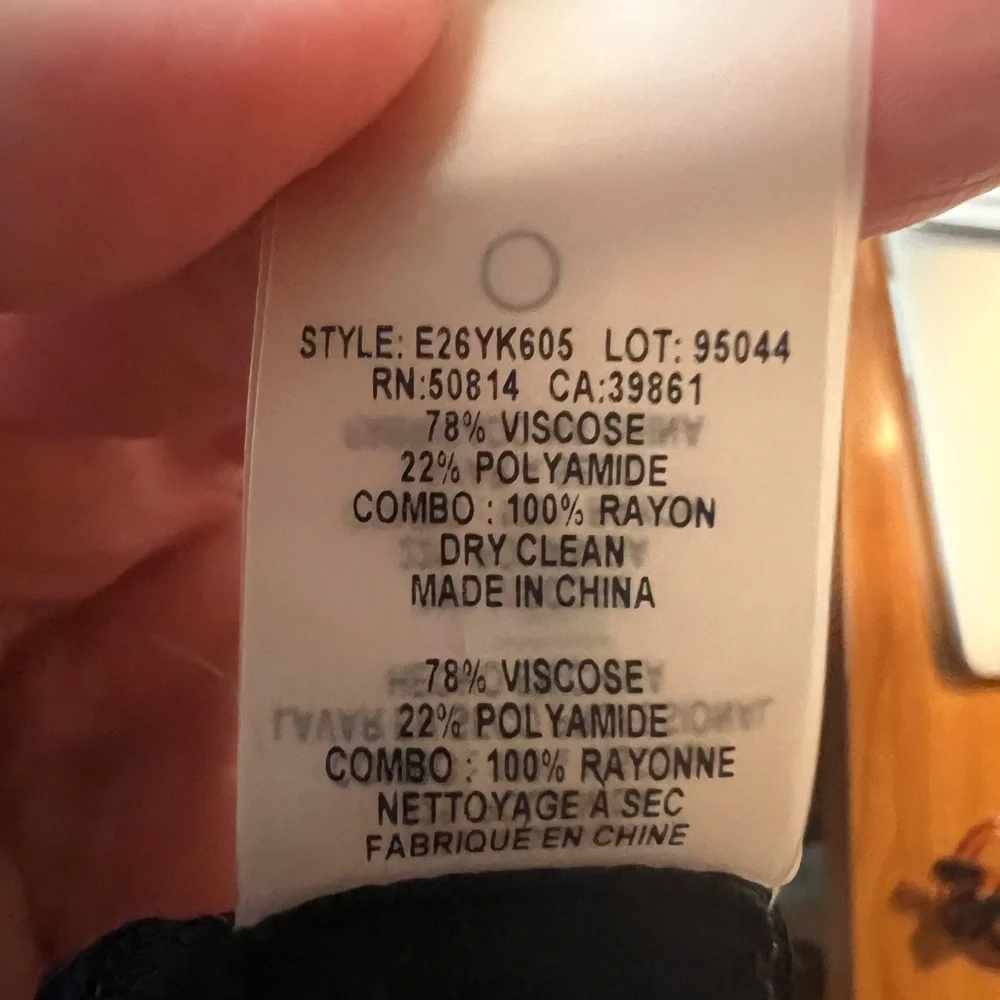 STYLE: E26YK605 LOT: 95044
RN:50814 CA:39861
78% VISCOSE
22% POLYAMIDE
COMBO : 100% RAYON
DRY CLEAN
MADE IN CHINA
78% VISCOSE
22% POLYAMIDE
COMBO : 100% RAYONNE
NETTOYAGE À SEC
FABRIQUÉ EN CHINE